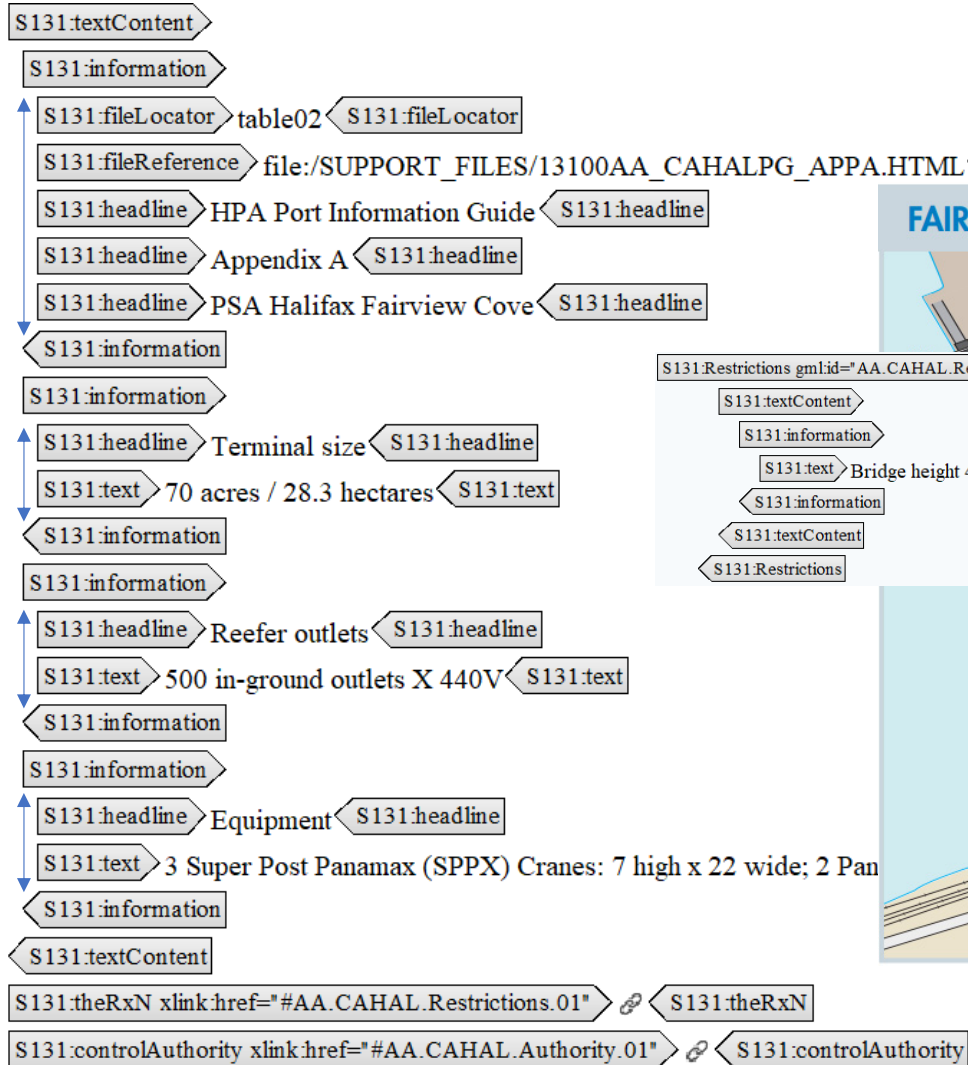 S131:textContent
S131:information
S131:fileLocator table02 S131:fileLocator
S131:fileReference file:/SUPPORT_FILES/13100AA_CAHALPG_APPA.HTML
S131:headline HPA Port Information Guide S131:headline
S131:headline Appendix A S131:headline
S131:headline PSA Halifax Fairview Cove S131:headline
S131:information
S131:information
S131:headline Terminal size S131:headline
S131:text 70 acres / 28.3 hectares S131:text
S131:information
S131:information
S131:headline Reefer outlets S131:headline
S131:text 500 in-ground outlets X 440V S131:text
S131:information
S131:information
S131:headline Equipment S131:headline
S131:text 3 Super Post Panamax (SPPX) Cranes: 7 high x 22 wide; 2 Pan
S131:information
S131:textContent
S131:theRxN xlink:href="#AA.CAHAL.Restrictions.01" S131:theRxN
S131:controlAuthority xlink:href="#AA.CAHAL.Authority.01" S131:controlAuthority
FAIR
S131:Restrictions gml:id="AA.CAHAL.Re
S131:textContent
S131:information
S131:text Bridge height 4
S131:information
S131:textContent
S131:Restrictions